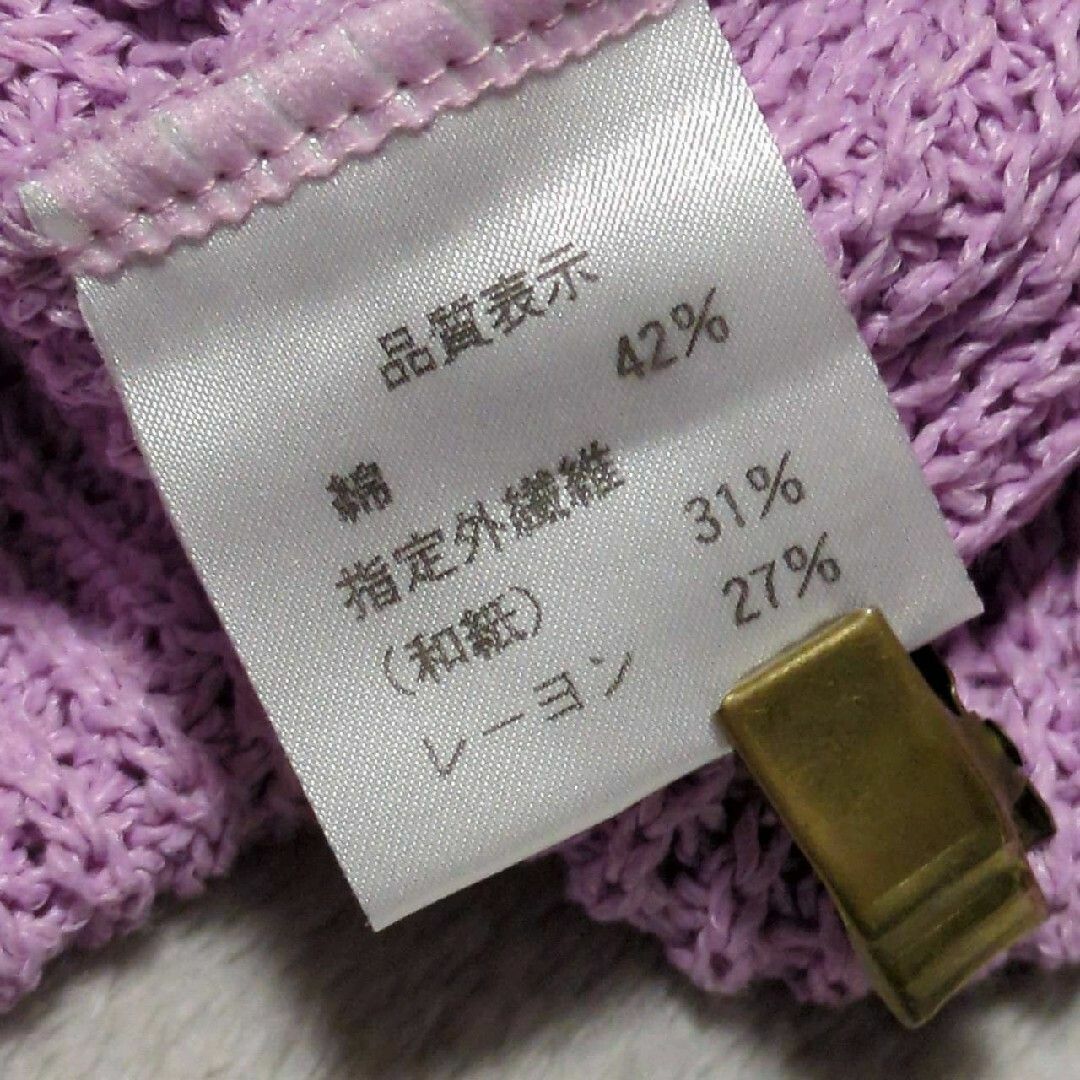 品質表示
綿 42%
指定外繊維 31%
(和紙)
レーヨン 27%